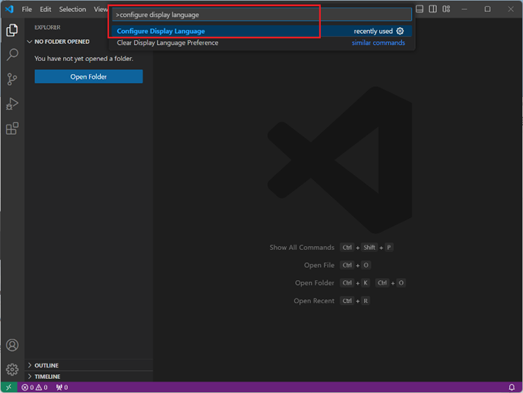 File Edit Selection View
>configure display language
Configure Display Language recently used
Clear Display Language Preference similar commands
EXPLORER
NO FOLDER OPENED
You have not yet opened a folder.
Open Folder
Show All Commands Ctrl + Shift + P
Open File Ctrl + O
Open Folder Ctrl + K Ctrl + O
Open Recent Ctrl + R
OUTLINE
TIMELINE
0 0 0